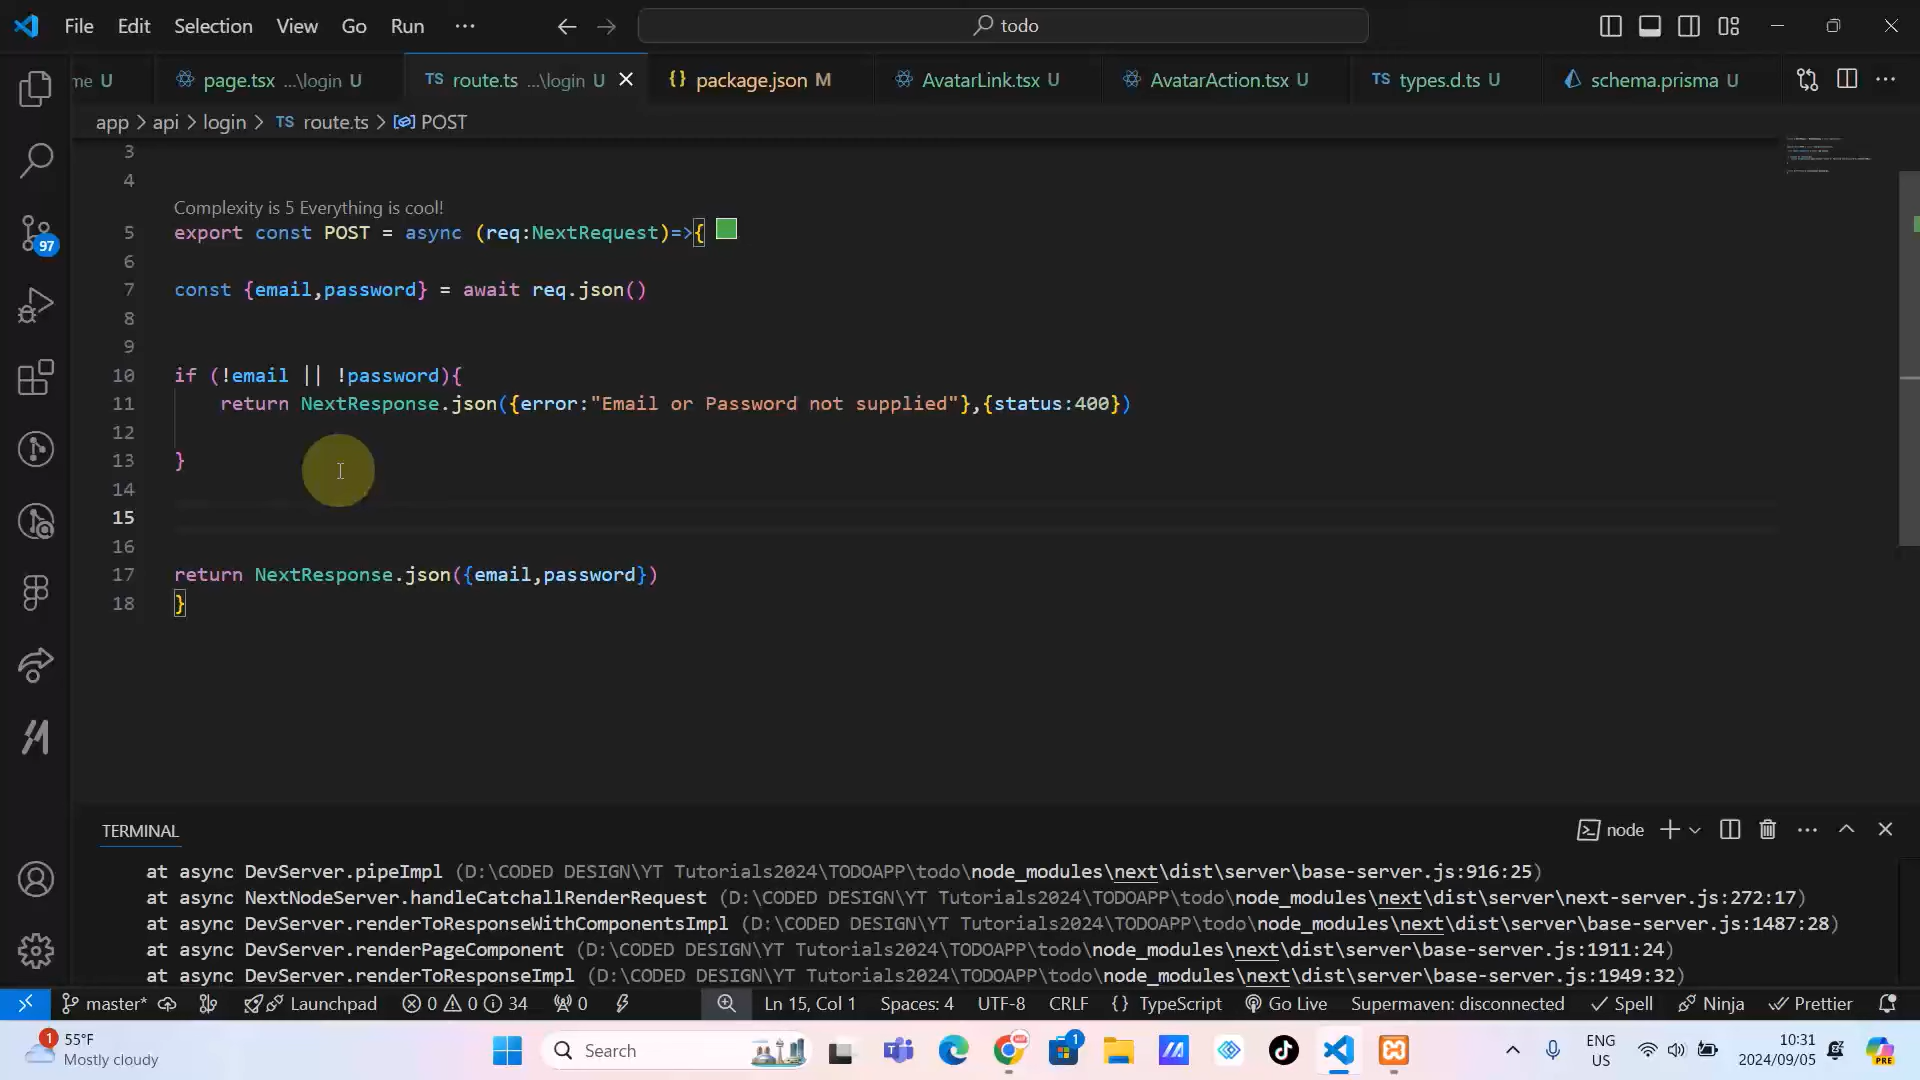 File Edit Selection View Go Run ··· todo
me U page.tsx ...\login U TS route.ts ...\login U {} package.json M AvatarLink.tsx U AvatarAction.tsx U TS types.d.ts U schema.prisma U
app > api > login > TS route.ts > POST
3
4
Complexity is 5 Everything is cool!
5 export const POST = async (req:NextRequest)=>{
6
7 const {email,password} = await req.json()
8
9
10 if (!email || !password){
11 return NextResponse.json({error:"Email or Password not supplied"},{status:400})
12
13 }
14
15
16
17 return NextResponse.json({email,password})
18 }
97
TERMINAL node
at async DevServer.pipeImpl (D:\CODED DESIGN\YT Tutorials2024\TODOAPP\todo\node_modules\next\dist\server\base-server.js:916:25)
at async NextNodeServer.handleCatchallRenderRequest (D:\CODED DESIGN\YT Tutorials2024\TODOAPP\todo\node_modules\next\dist\server\next-server.js:272:17)
at async DevServer.renderToResponseWithComponentsImpl (D:\CODED DESIGN\YT Tutorials2024\TODOAPP\todo\node_modules\next\dist\server\base-server.js:1487:28)
at async DevServer.renderPageComponent (D:\CODED DESIGN\YT Tutorials2024\TODOAPP\todo\node_modules\next\dist\server\base-server.js:1911:24)
at async DevServer.renderToResponseImpl (D:\CODED DESIGN\YT Tutorials2024\TODOAPP\todo\node_modules\next\dist\server\base-server.js:1949:32)
master* Launchpad 0 0 34 0 Ln 15, Col 1 Spaces: 4 UTF-8 CRLF {} TypeScript Go Live Supermaven: disconnected Spell Ninja Prettier
1 55°F
Mostly cloudy
Search
1
ENG
US
10:31
2024/09/05
PRE